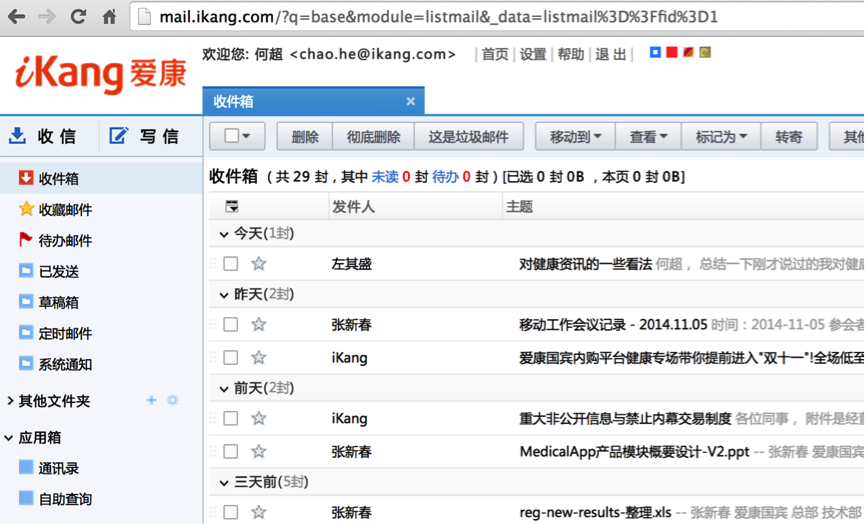 mail.ikang.com/?q=base&module=listmail&_data=listmail%3D%3Ffid%3D1
iKang 爱康
欢迎您: 何超 <chao.he@ikang.com> | 首页 | 设置 | 帮助 | 退 出 |
收件箱 ×
收 信 写 信
删除 彻底删除 这是垃圾邮件 移动到 查看 标记为 转寄
收件箱 ( 共 29 封 , 其中 未读 0 封 待办 0 封 ) [已选 0 封 0B , 本页 0 封 0B]
发件人 主题
今天(1封)
左其盛 对健康资讯的一些看法 何超, 总结一下刚才说过的我对健
昨天(2封)
张新春 移动工作会议记录 - 2014.11.05 时间:2014-11-05 参会者
iKang 爱康国宾内购平台健康专场带你提前进入"双十一"!全场低至
前天(2封)
iKang 重大非公开信息与禁止内幕交易制度 各位同事, 附件是经
张新春 MedicalApp产品模块概要设计-V2.ppt -- 张新春 爱康国宾
三天前(5封)
张新春 reg-new-results-整理.xls -- 张新春 爱康国宾 总部 技术部
收件箱
收藏邮件
待办邮件
已发送
草稿箱
定时邮件
系统通知
其他文件夹 +
应用箱
通讯录
自助查询